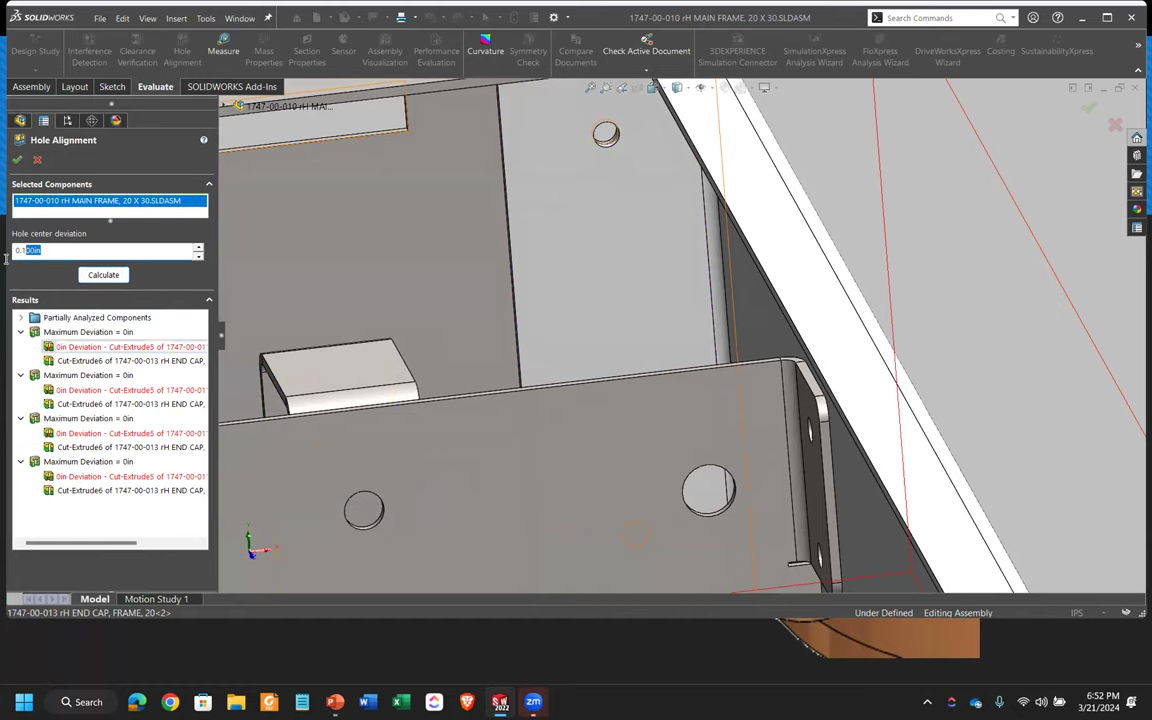 SOLIDWORKS File Edit View Insert Tools Window 1747-00-010 rH MAIN FRAME, 20 X 30.SLDASM Search Commands
Design Study Interference Detection Clearance Verification Hole Alignment Measure Mass Properties Section Properties Sensor Assembly Visualization Performance Evaluation Curvature Symmetry Check Compare Documents Check Active Document 3DEXPERIENCE Simulation Connector SimulationXpress Analysis Wizard FloXpress Analysis Wizard DriveWorksXpress Wizard Costing SustainabilityXpress
Assembly Layout Sketch Evaluate SOLIDWORKS Add-Ins
1747-00-010 rH MAI...
Hole Alignment
Selected Components
1747-00-010 rH MAIN FRAME, 20 X 30.SLDASM
Hole center deviation
0.100in
Calculate
Results
Partially Analyzed Components
Maximum Deviation = 0in
0in Deviation - Cut-Extrude5 of 1747-00-01
Cut-Extrude6 of 1747-00-013 rH END CAP,
Maximum Deviation = 0in
0in Deviation - Cut-Extrude5 of 1747-00-01
Cut-Extrude6 of 1747-00-013 rH END CAP,
Maximum Deviation = 0in
0in Deviation - Cut-Extrude5 of 1747-00-01
Cut-Extrude6 of 1747-00-013 rH END CAP,
Maximum Deviation = 0in
0in Deviation - Cut-Extrude5 of 1747-00-01
Cut-Extrude6 of 1747-00-013 rH END CAP,
Model Motion Study 1
1747-00-013 rH END CAP, FRAME, 20<2> Under Defined Editing Assembly IPS
Search SW 2022 zm 6:52 PM
3/21/2024